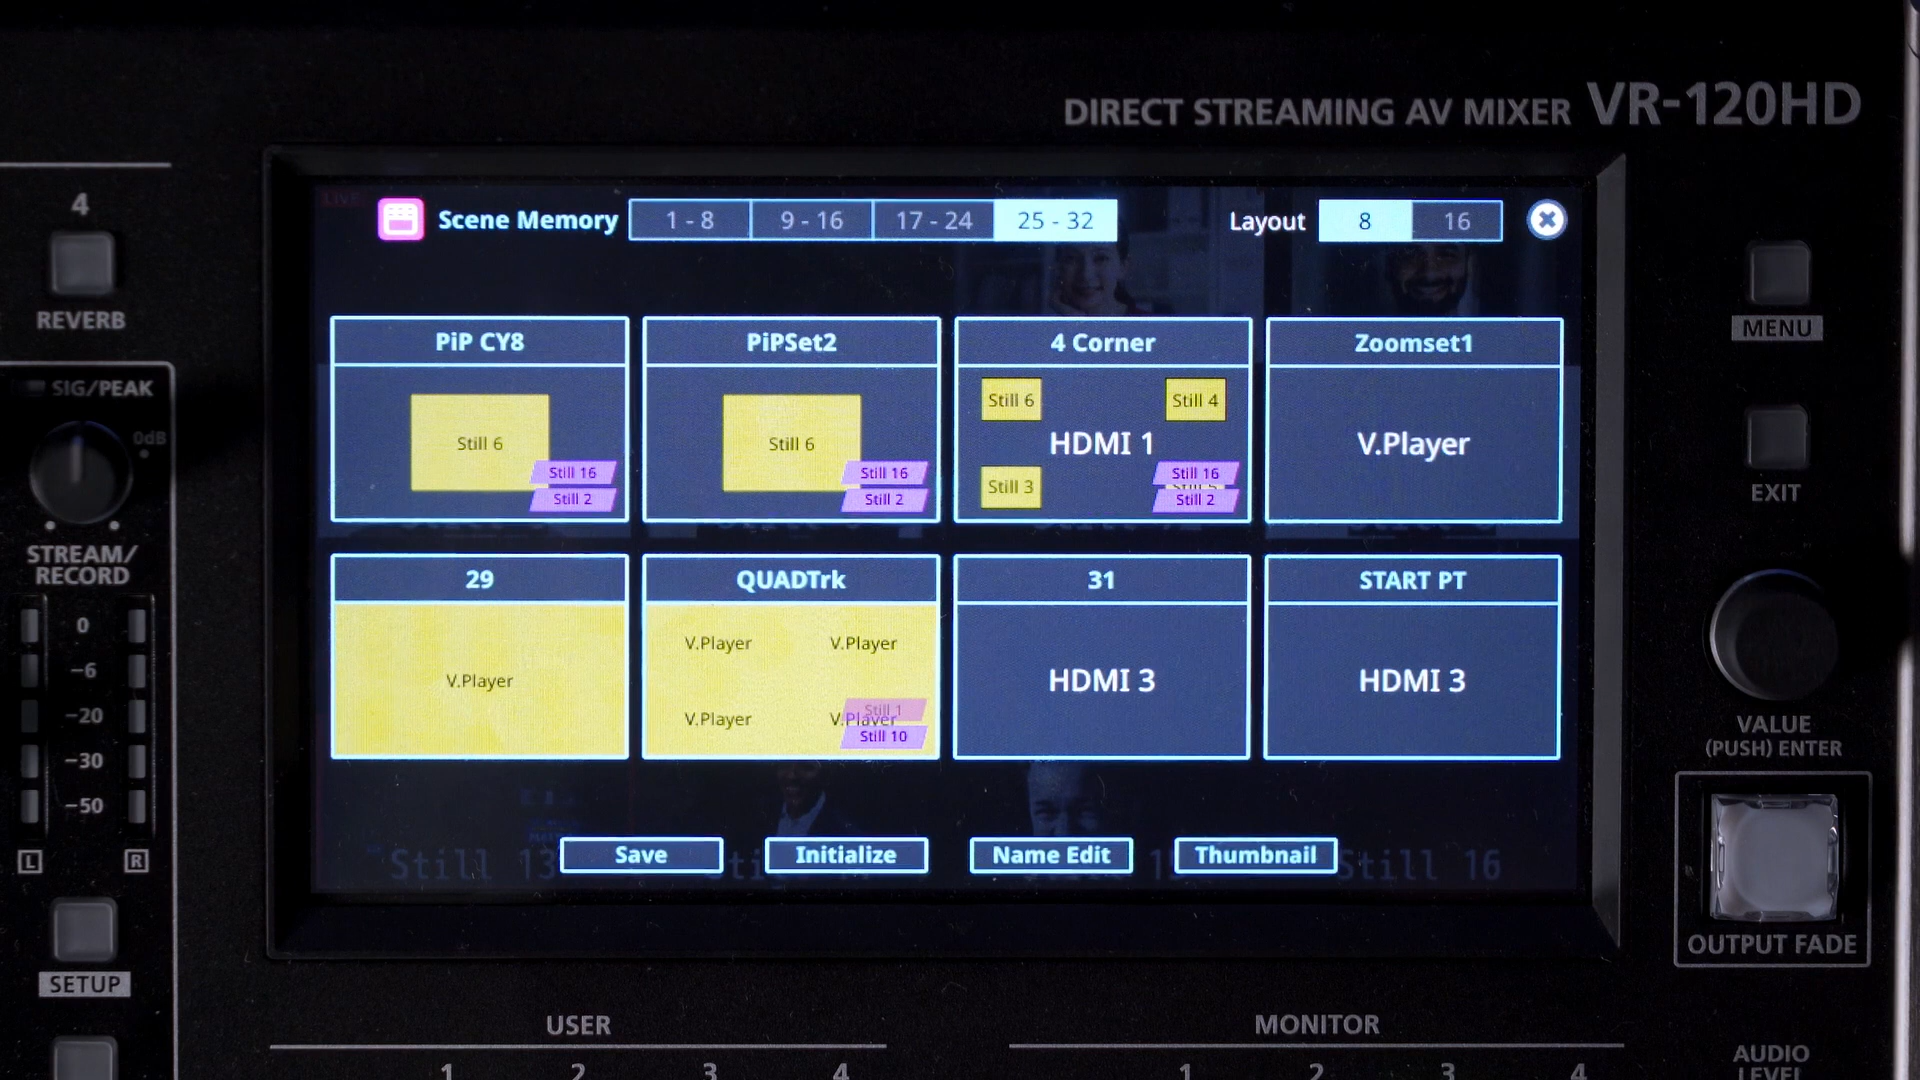 DIRECT STREAMING AV MIXER VR-120HD
4
REVERB
SIG/PEAK
0dB
STREAM/
RECORD
0
-6
-20
-30
-50
L R
SETUP
LIVE
Scene Memory 1 - 8 9 - 16 17 - 24 25 - 32 Layout 8 16
PiP CY8
Still 6
Still 16
Still 2
PiPSet2
Still 6
Still 16
Still 2
4 Corner
Still 6 Still 4
HDMI 1
Still 3
Still 16
Still 2
Zoomset1
V.Player
29
V.Player
QUADTrk
V.Player V.Player
V.Player V.Player
Still 1
Still 10
31
HDMI 3
START PT
HDMI 3
Save Initialize Name Edit Thumbnail
Still 13 Still 16
MENU
EXIT
VALUE
(PUSH) ENTER
OUTPUT FADE
USER
1 2 3 4
MONITOR
1 2 3 4
AUDIO
LEVEL